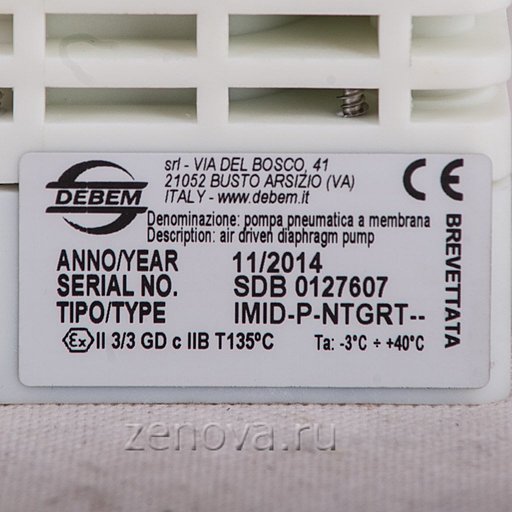 DEBEM
srl - VIA DEL BOSCO, 41
21052 BUSTO ARSIZIO (VA)
ITALY - www.debem.it
CE
Denominazione: pompa pneumatica a membrana
Description: air driven diaphragm pump
ANNO/YEAR 11/2014
SERIAL NO. SDB 0127607
TIPO/TYPE IMID-P-NTGRT--
Ex II 3/3 GD c IIB T135ºC Ta: -3°C ÷ +40°C
BREVETTATA
zenova.ru